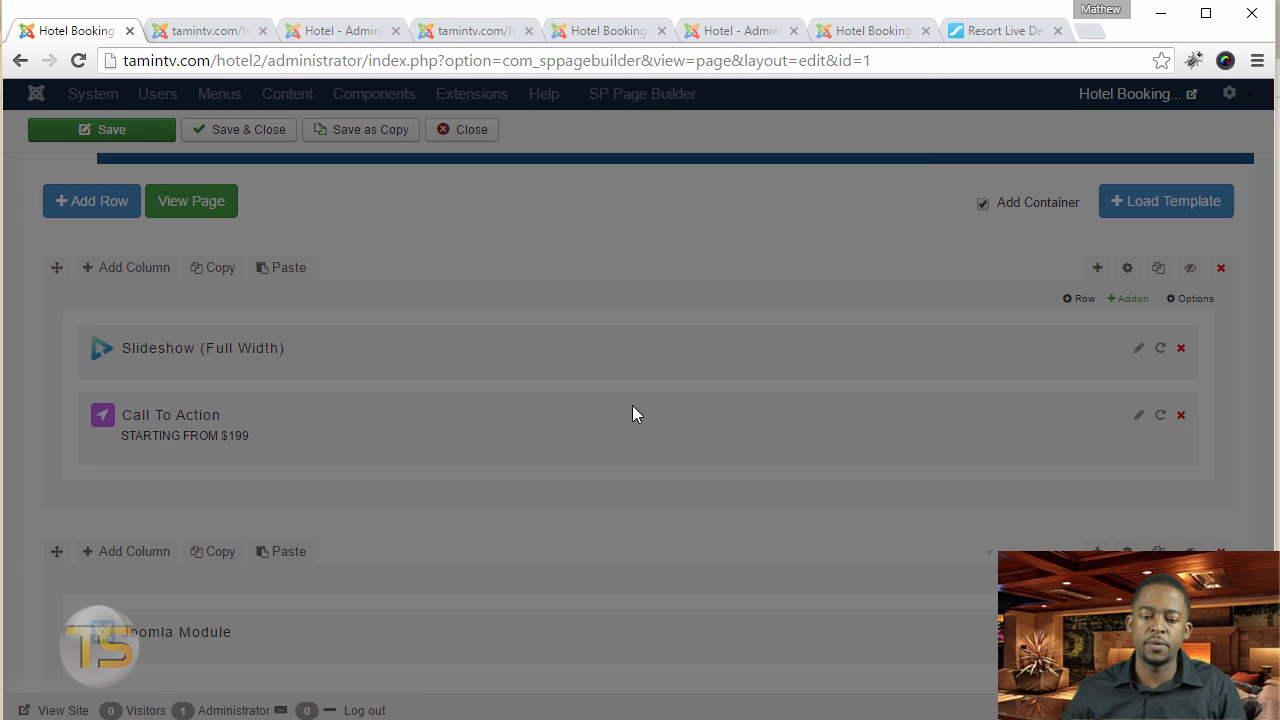 Mathew
Hotel Booking
tamintv.com/h
Hotel - Admi
tamintv.com/h
Hotel Booking
Hotel - Admini
Hotel Booking
Resort Live De
tamintv.com/hotel2/administrator/index.php?option=com_sppagebuilder&view=page&layout=edit&id=1
System Users Menus Content Components Extensions Help SP Page Builder Hotel Booking...
Save Save & Close Save as Copy Close
Add Row View Page Add Container Load Template
Add Column Copy Paste
Row Addon Options
Slideshow (Full Width)
Call To Action
STARTING FROM $199
Add Column Copy Paste
Joomla Module
TS
View Site 0 Visitors 1 Administrator 0 Log out